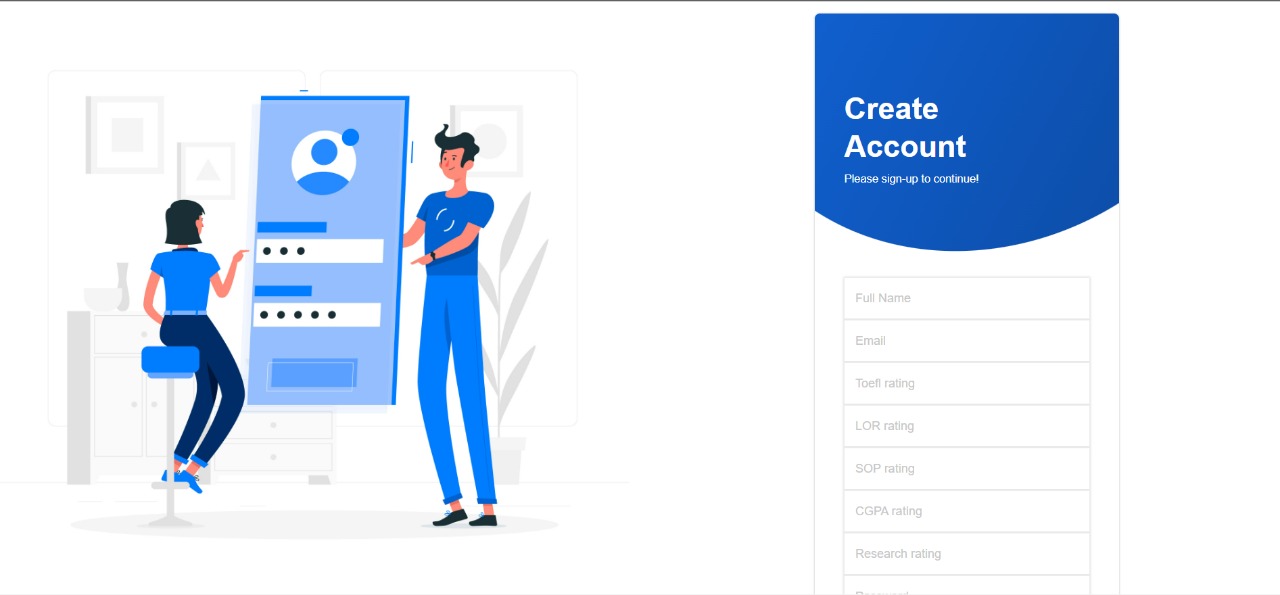 Create
Account
Please sign-up to continue!
Full Name
Email
Toefl rating
LOR rating
SOP rating
CGPA rating
Research rating